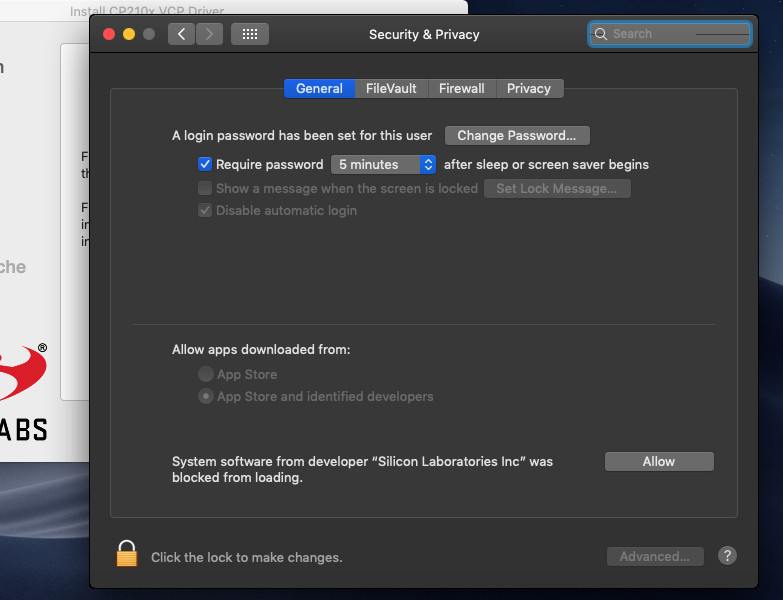 Install CP210x VCP Driver
Security & Privacy
Search
General
FileVault
Firewall
Privacy
A login password has been set for this user
Change Password...
Require password
5 minutes
after sleep or screen saver begins
Show a message when the screen is locked
Set Lock Message...
Disable automatic login
Allow apps downloaded from:
App Store
App Store and identified developers
System software from developer “Silicon Laboratories Inc” was
blocked from loading.
Allow
Click the lock to make changes.
Advanced...
?
che
®
ABS